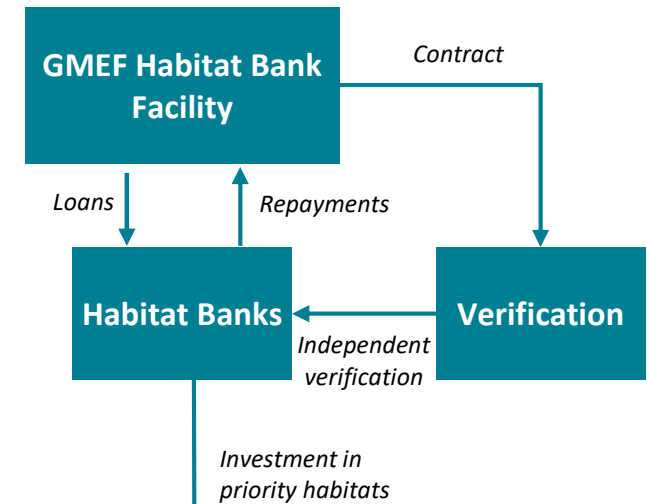 GMEF Habitat Bank
Facility
Contract
Loans
Repayments
Habitat Banks
Verification
Independent
verification
Investment in
priority habitats